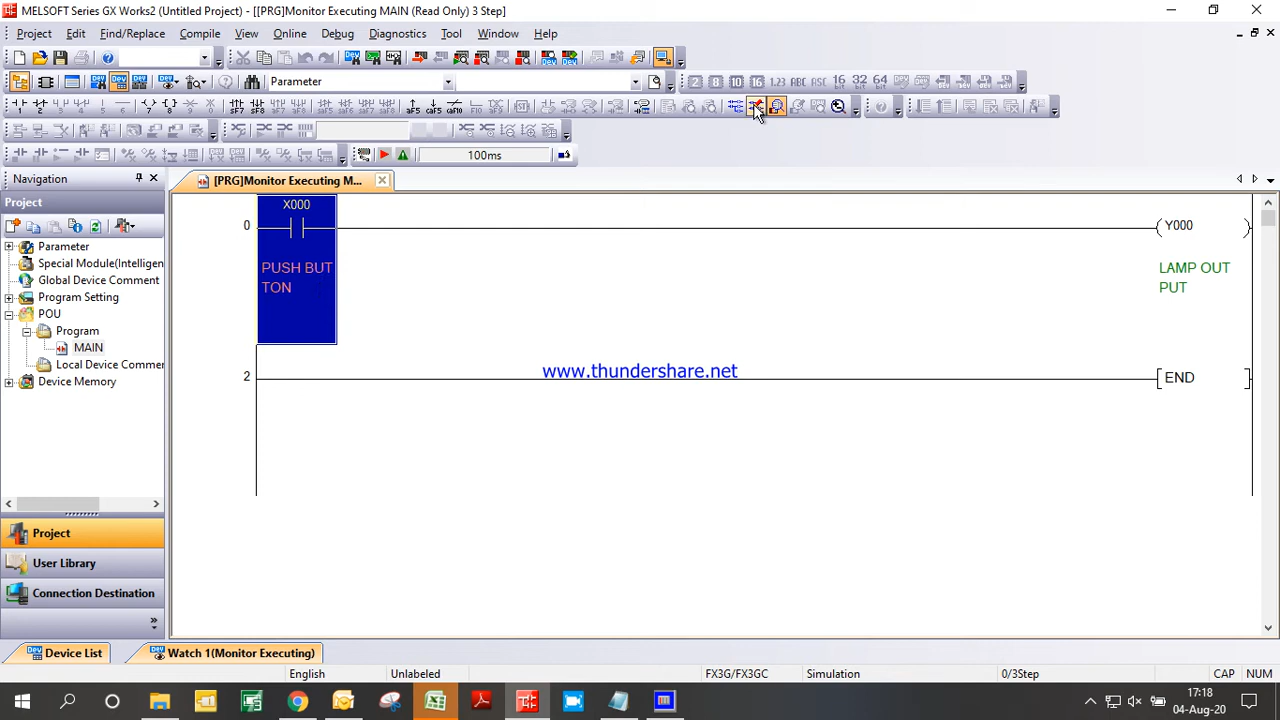 MELSOFT Series GX Works2 (Untitled Project) - [[PRG]Monitor Executing MAIN (Read Only) 3 Step]
Project Edit Find/Replace Compile View Online Debug Diagnostics Tool Window Help
Parameter
100ms
Navigation
[PRG]Monitor Executing M...
Project
Parameter
Special Module(Intelligen
Global Device Comment
Program Setting
POU
Program
MAIN
Local Device Commer
Device Memory
Project
User Library
Connection Destination
X000
0
Y000
PUSH BUT
TON
LAMP OUT
PUT
2
www.thundershare.net
END
Device List
Watch 1(Monitor Executing)
English
Unlabeled
FX3G/FX3GC
Simulation
0/3Step
CAP
NUM
17:18
04-Aug-20